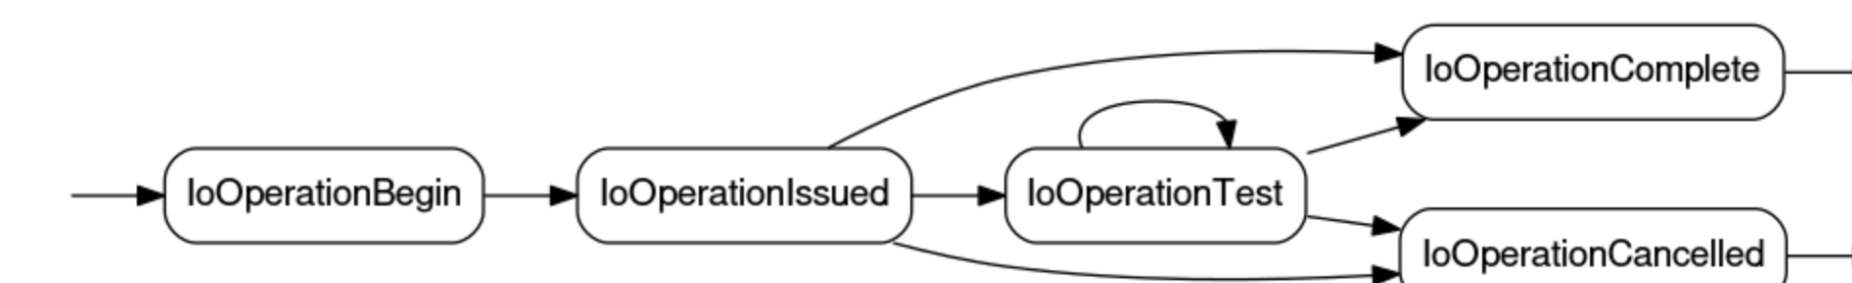 IoOperationComplete
IoOperationBegin
IoOperationIssued
IoOperationTest
IoOperationCancelled